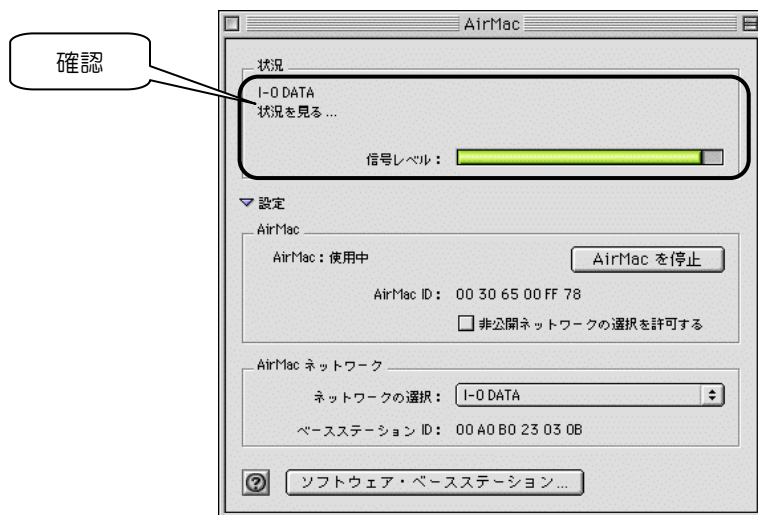 AirMac
確認
状況
I-O DATA
状況を見る...
信号レベル：
設定
AirMac
AirMac：使用中
AirMac を停止
AirMac ID： 00 30 65 00 FF 78
非公開ネットワークの選択を許可する
AirMac ネットワーク
ネットワークの選択： I-O DATA
ベースステーション ID： 00 A0 B0 23 03 0B
? ソフトウェア・ベースステーション...